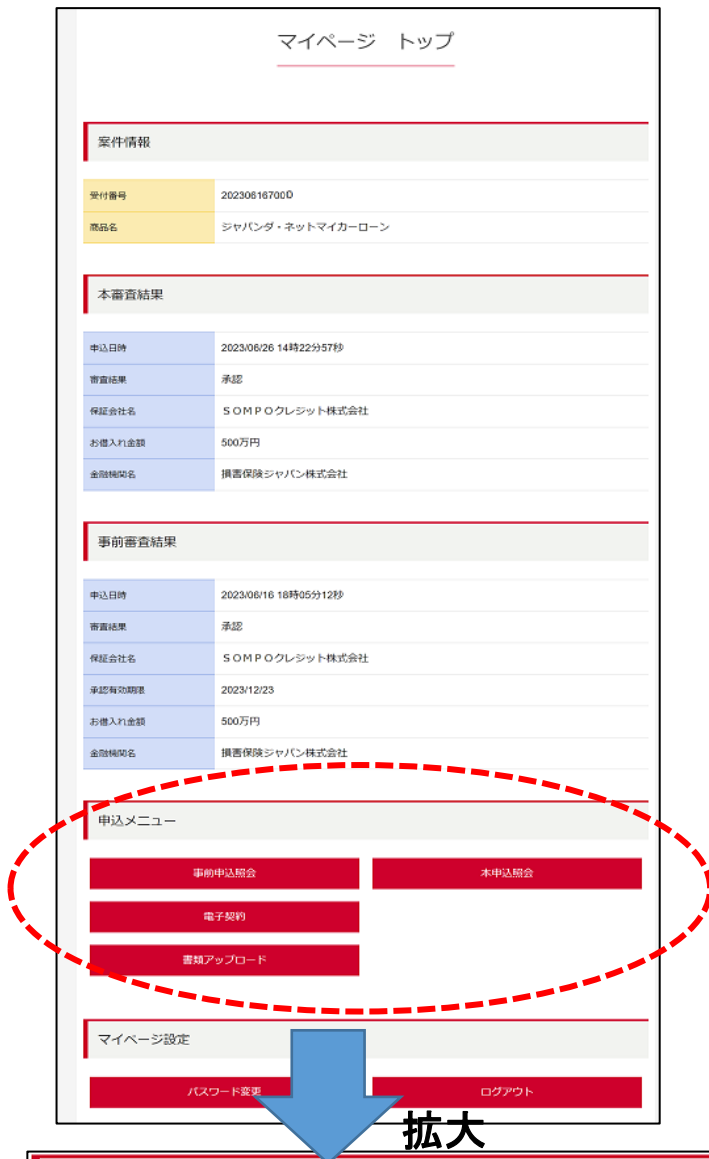 マイページ　トップ
案件情報
受付番号 202306167000
商品名 ジャパンダ・ネットマイカーローン
本審査結果
申込日時 2023/06/26 14時22分57秒
審査結果 承認
保証会社名 ＳＯＭＰＯクレジット株式会社
お借入れ金額 500万円
金融機関名 損害保険ジャパン株式会社
事前審査結果
申込日時 2023/06/16 18時05分12秒
審査結果 承認
保証会社名 ＳＯＭＰＯクレジット株式会社
承認有効期限 2023/12/23
お借入れ金額 500万円
金融機関名 損害保険ジャパン株式会社
申込メニュー
事前申込照会 本申込照会
電子契約
書類アップロード
マイページ設定
パスワード変更 ログアウト
拡大